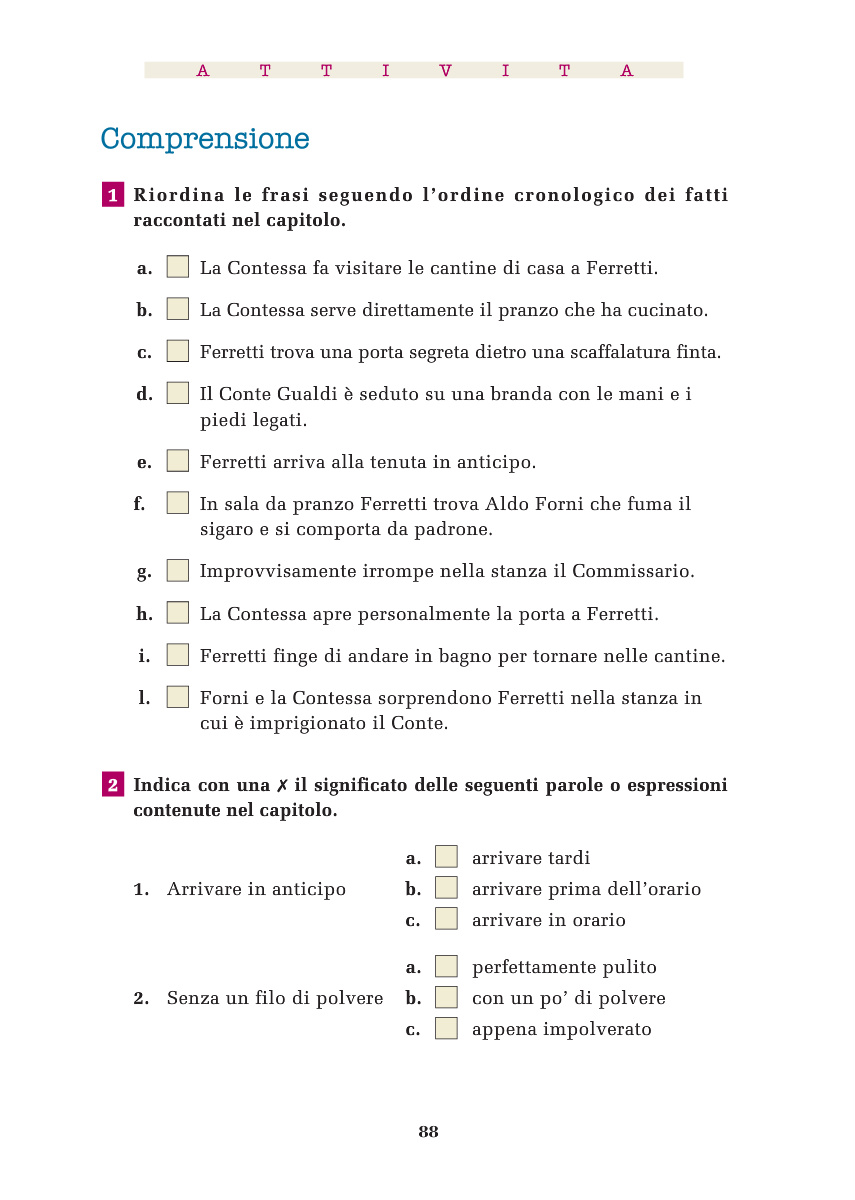 A T T I V I T A
Comprensione
1 Riordina le frasi seguendo l’ordine cronologico dei fatti
raccontati nel capitolo.
a. La Contessa fa visitare le cantine di casa a Ferretti.
b. La Contessa serve direttamente il pranzo che ha cucinato.
c. Ferretti trova una porta segreta dietro una scaffalatura finta.
d. Il Conte Gualdi è seduto su una branda con le mani e i
piedi legati.
e. Ferretti arriva alla tenuta in anticipo.
f. In sala da pranzo Ferretti trova Aldo Forni che fuma il
sigaro e si comporta da padrone.
g. Improvvisamente irrompe nella stanza il Commissario.
h. La Contessa apre personalmente la porta a Ferretti.
i. Ferretti finge di andare in bagno per tornare nelle cantine.
l. Forni e la Contessa sorprendono Ferretti nella stanza in
cui è imprigionato il Conte.
2 Indica con una ✗ il significato delle seguenti parole o espressioni
contenute nel capitolo.
a. arrivare tardi
1. Arrivare in anticipo b. arrivare prima dell’orario
c. arrivare in orario
a. perfettamente pulito
2. Senza un filo di polvere b. con un po’ di polvere
c. appena impolverato
88